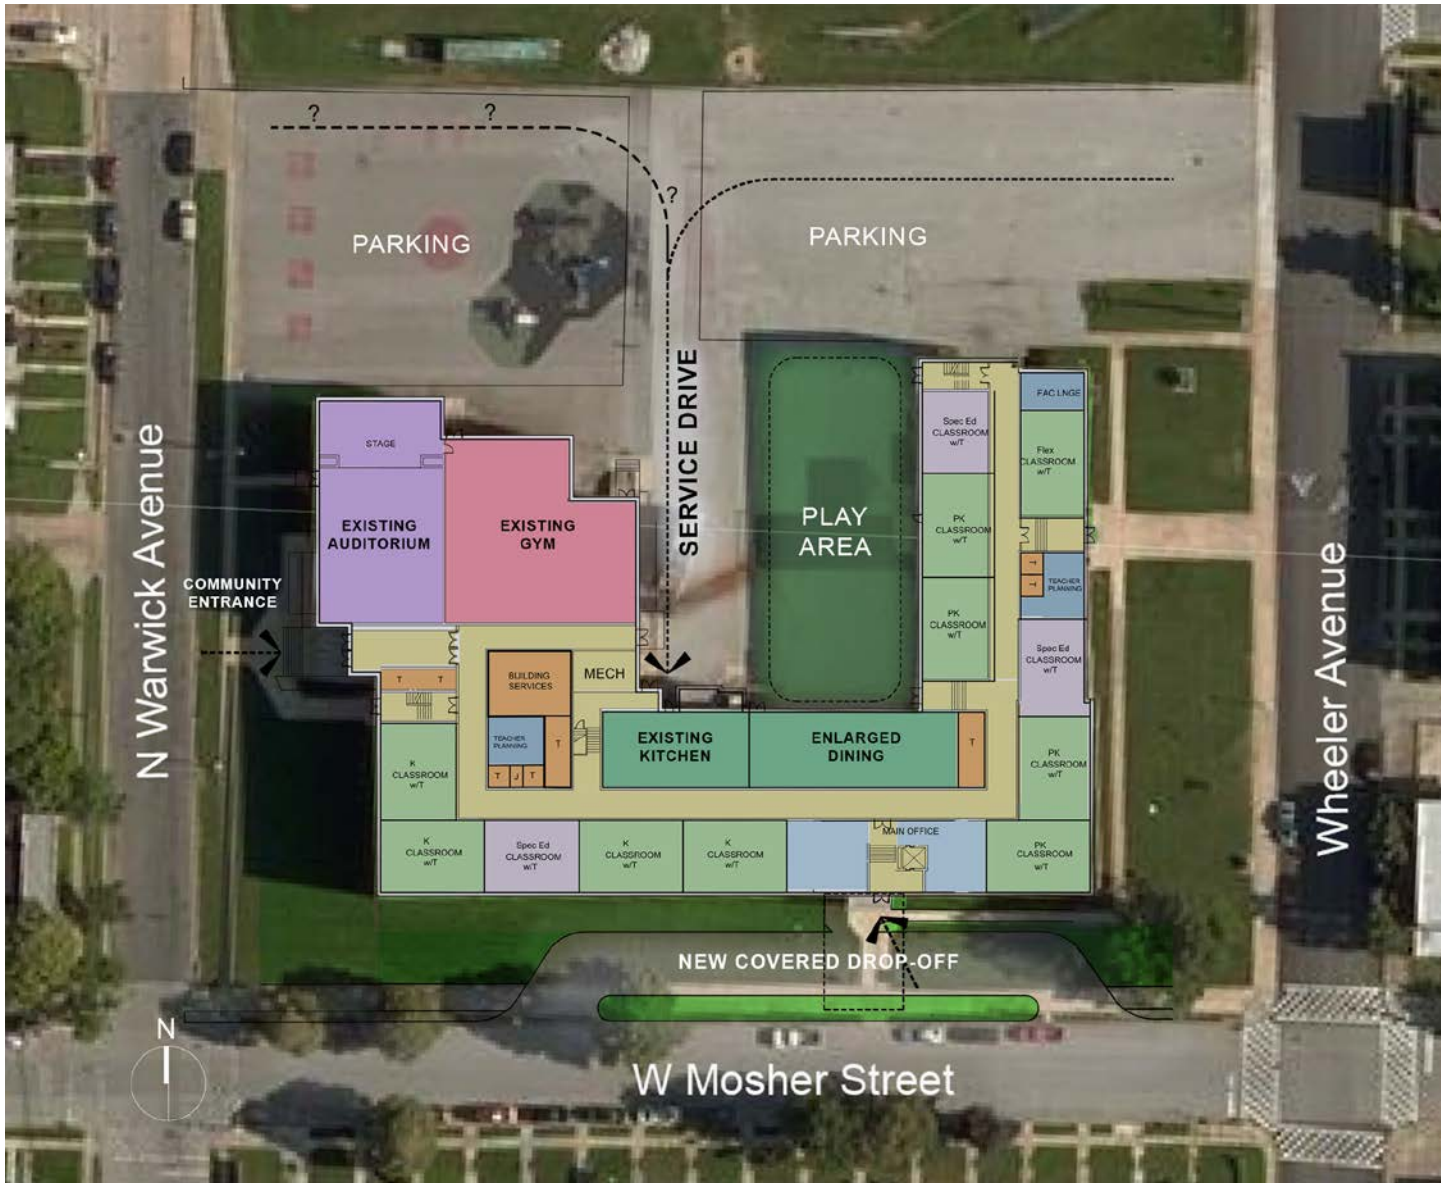 ?
?
?
PARKING
PARKING
SERVICE DRIVE
N Warwick Avenue
Wheeler Avenue
STAGE
EXISTING
AUDITORIUM
EXISTING
GYM
PLAY
AREA
COMMUNITY
ENTRANCE
Spec Ed
CLASSROOM
w/T
FAC LNGE
Flex
CLASSROOM
w/T
PK
CLASSROOM
w/T
T
T
TEACHER
PLANNING
PK
CLASSROOM
w/T
Spec Ed
CLASSROOM
w/T
T
T
BUILDING
SERVICES
MECH
TEACHER
PLANNING
T
T
J
T
EXISTING
KITCHEN
ENLARGED
DINING
T
K
CLASSROOM
w/T
PK
CLASSROOM
w/T
K
CLASSROOM
w/T
Spec Ed
CLASSROOM
w/T
K
CLASSROOM
w/T
K
CLASSROOM
w/T
MAIN OFFICE
PK
CLASSROOM
w/T
NEW COVERED DROP-OFF
N
W Mosher Street